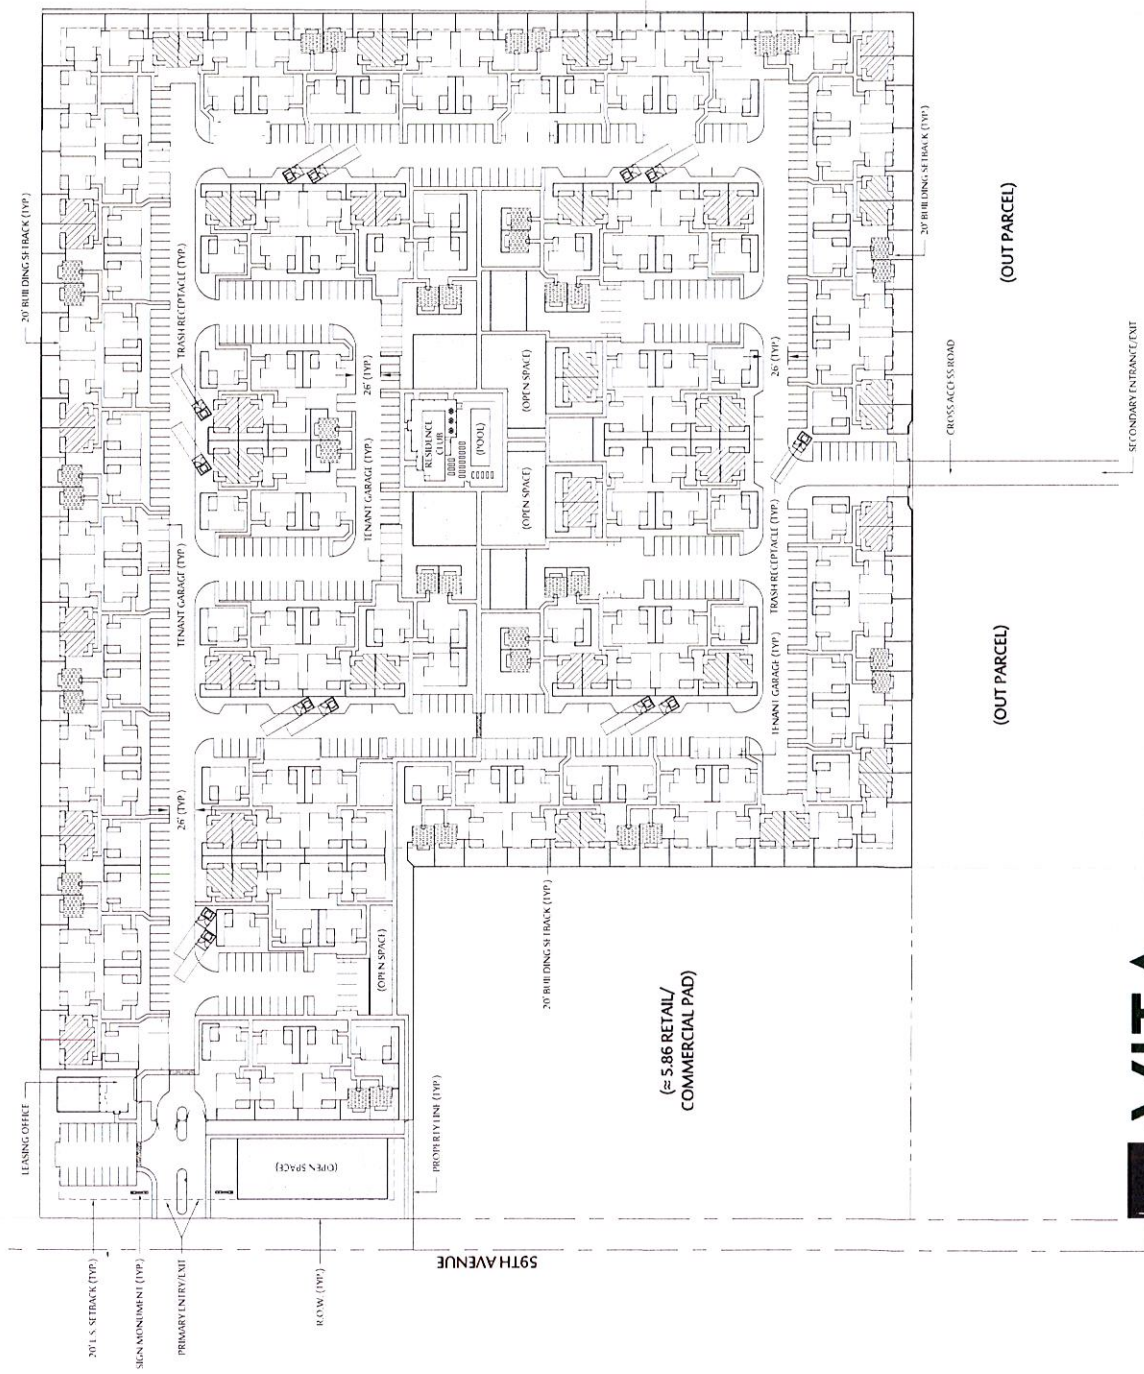 20' BUILDING SETBACK (TYP.)
TRASH RECEPTACLE (TYP.)
20' BUILDING SETBACK (TYP.)
(OUT PARCEL)
26' (TYP.)
(OPEN SPACE)
26' (TYP.)
CROSS ACCESS ROAD
SECONDARY ENTRANCE/EXIT
RESIDENCE
CLUB
(POOL)
TENANT GARAGE (TYP.)
(OPEN SPACE)
TENANT GARAGE (TYP.)
TRASH RECEPTACLE (TYP.)
TENANT GARAGE (TYP.)
(OUT PARCEL)
26' (TYP.)
20' BUILDING SETBACK (TYP.)
(OPEN SPACE)
(≈ 5.86 RETAIL/
COMMERCIAL PAD)
LEASING OFFICE
PROPERTY LINE (TYP.)
(OPEN SPACE)
20' L.S. SETBACK (TYP.)
SIGN MONUMENT (TYP.)
PRIMARY ENTRY/EXIT
R.O.W. (TYP.)
59TH AVENUE